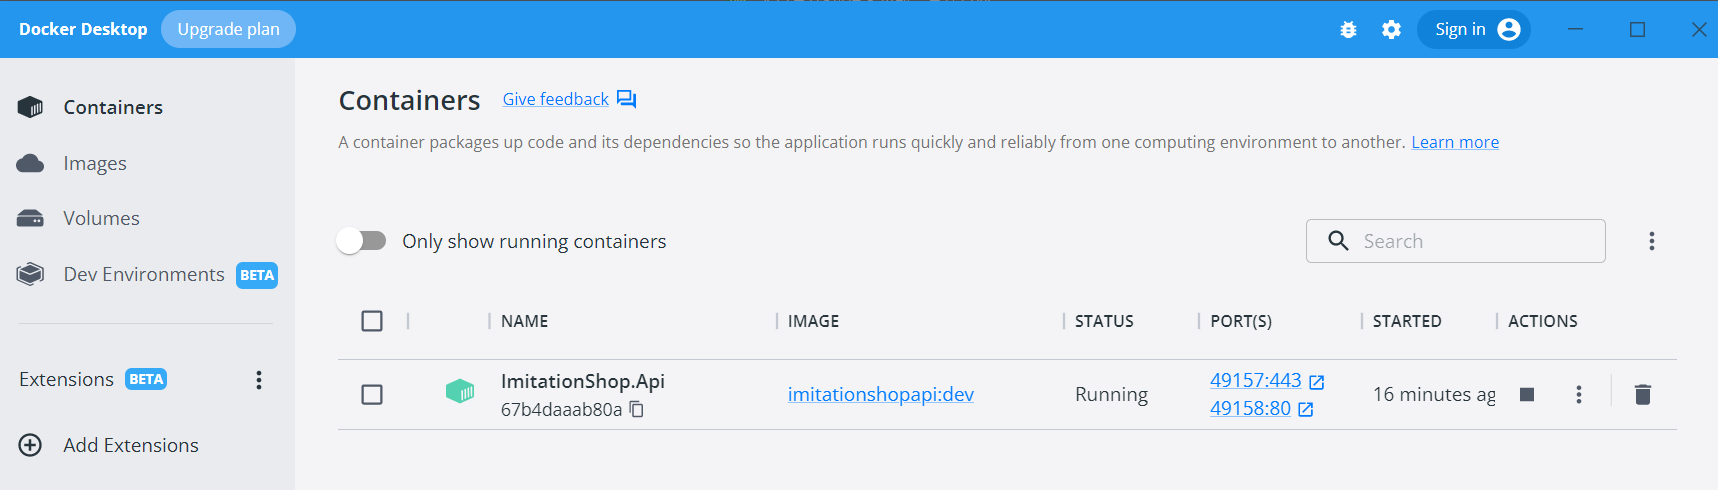 Docker Desktop Upgrade plan Sign in
Containers
Images
Volumes
Dev Environments BETA
Extensions BETA
Add Extensions
Containers Give feedback
A container packages up code and its dependencies so the application runs quickly and reliably from one computing environment to another. Learn more
Only show running containers Search
NAME IMAGE STATUS PORT(S) STARTED ACTIONS
ImitationShop.Api
67b4daaab80a
imitationshopapi:dev
Running
49157:443
49158:80
16 minutes ag